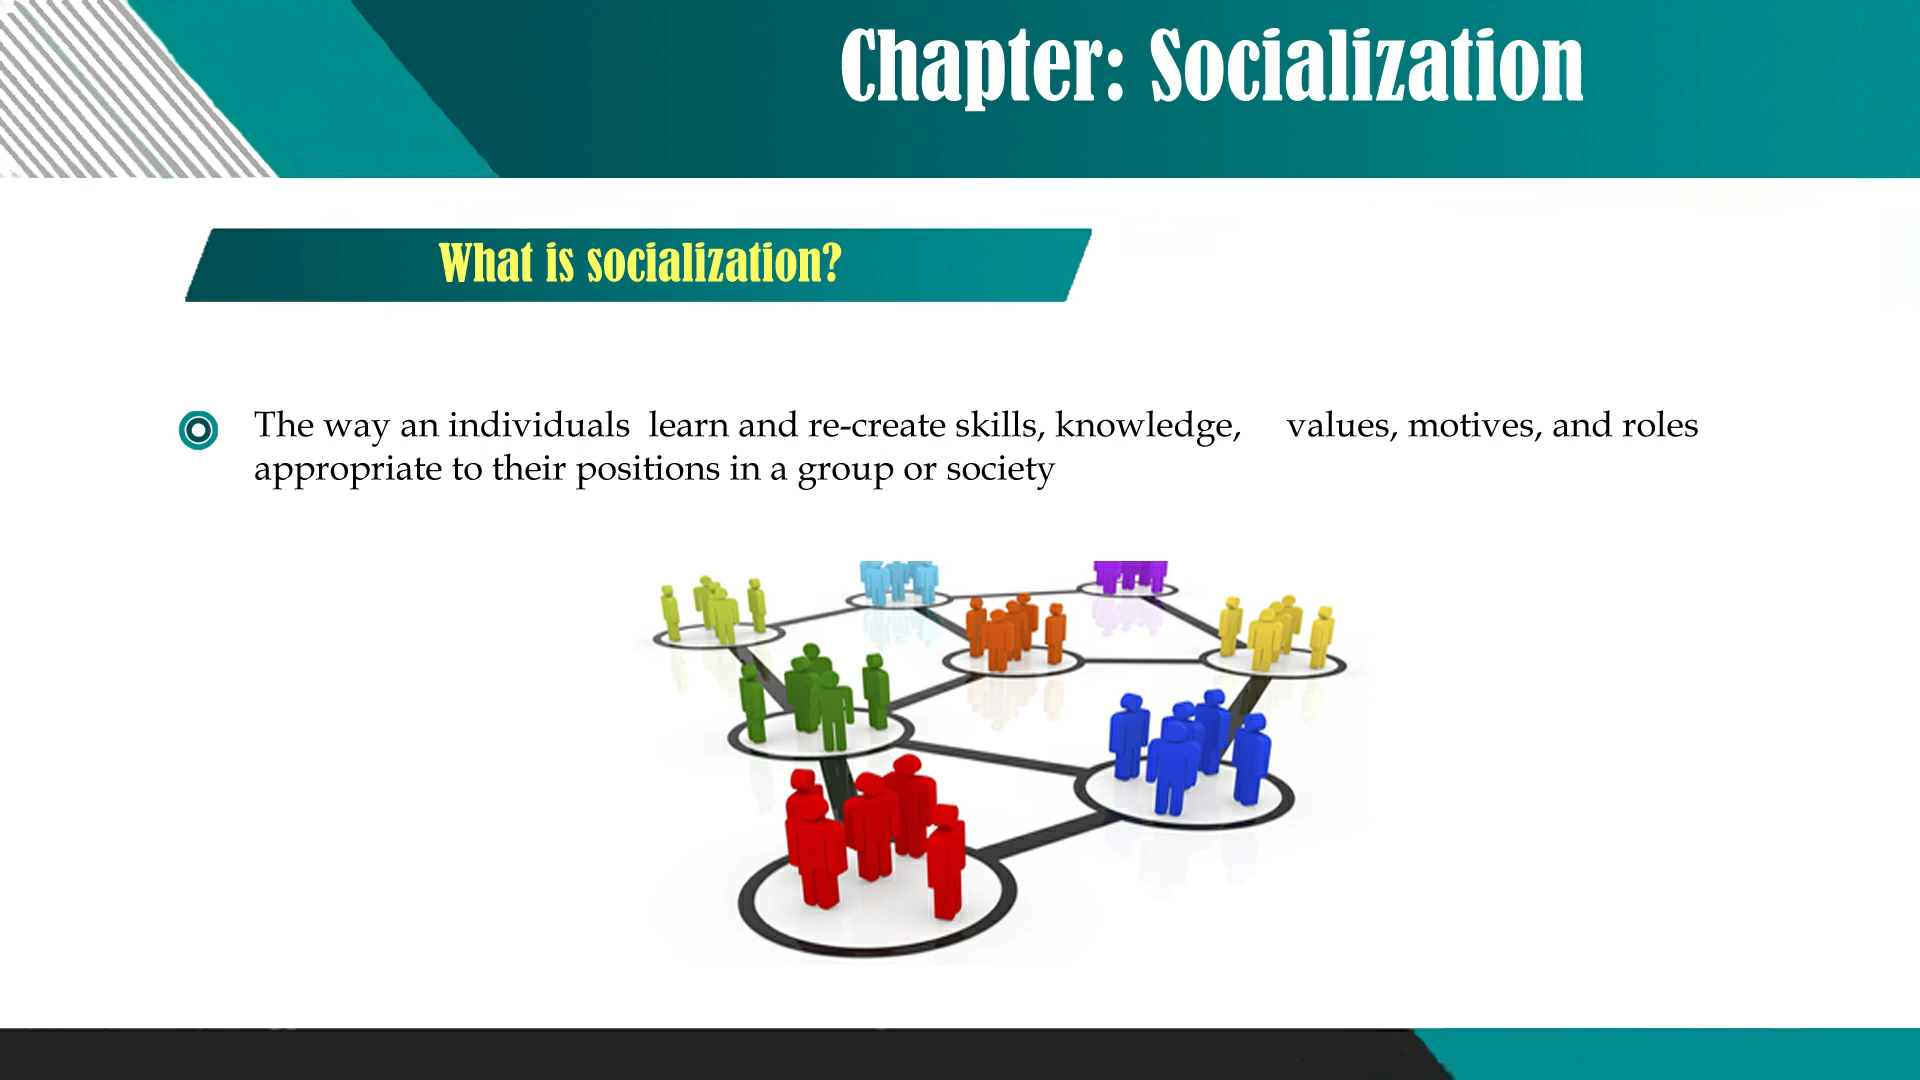 Chapter: Socialization
What is socialization?
The way an individuals learn and re-create skills, knowledge, values, motives, and roles
appropriate to their positions in a group or society